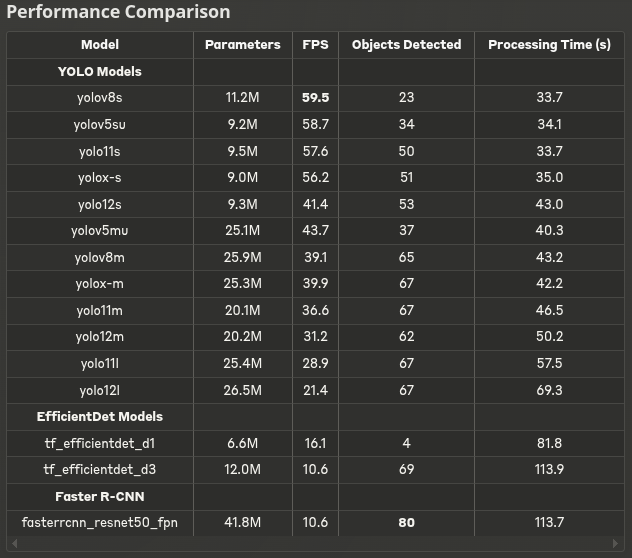 Performance Comparison
Model Parameters FPS Objects Detected Processing Time (s)
YOLO Models
yolov8s 11.2M 59.5 23 33.7
yolov5su 9.2M 58.7 34 34.1
yolo11s 9.5M 57.6 50 33.7
yolox-s 9.0M 56.2 51 35.0
yolo12s 9.3M 41.4 53 43.0
yolov5mu 25.1M 43.7 37 40.3
yolov8m 25.9M 39.1 65 43.2
yolox-m 25.3M 39.9 67 42.2
yolo11m 20.1M 36.6 67 46.5
yolo12m 20.2M 31.2 62 50.2
yolo11l 25.4M 28.9 67 57.5
yolo12l 26.5M 21.4 67 69.3
EfficientDet Models
tf_efficientdet_d1 6.6M 16.1 4 81.8
tf_efficientdet_d3 12.0M 10.6 69 113.9
Faster R-CNN
fasterrcnn_resnet50_fpn 41.8M 10.6 80 113.7